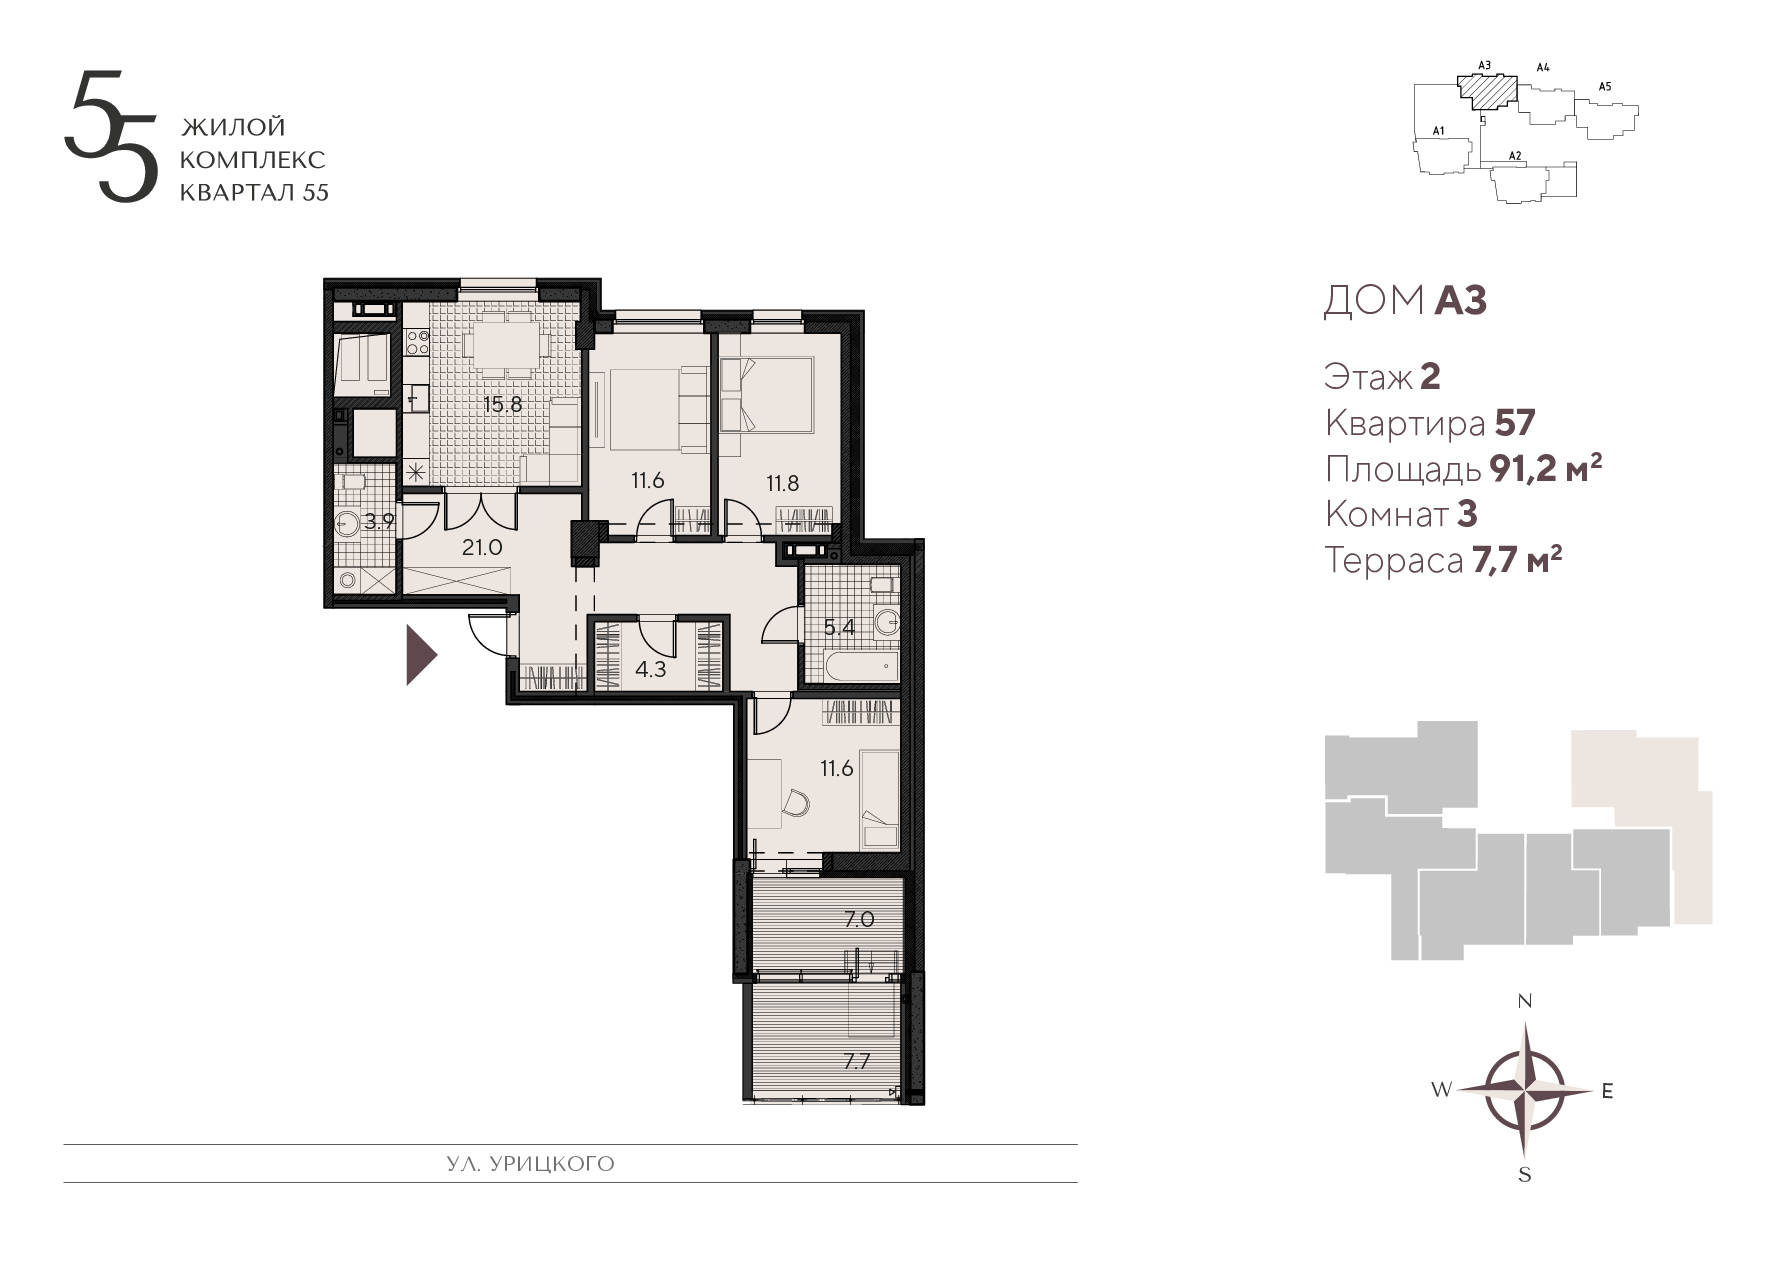 55
ЖИЛОЙ
КОМПЛЕКС
КВАРТАЛ 55
A3
A4
A5
A1
A2
ДОМ А3
Этаж 2
Квартира 57
Площадь 91,2 м²
Комнат 3
Терраса 7,7 м²
15.8
11.6
11.8
3.9
21.0
5.4
4.3
11.6
7.0
7.7
N
W
E
S
УЛ. УРИЦКОГО